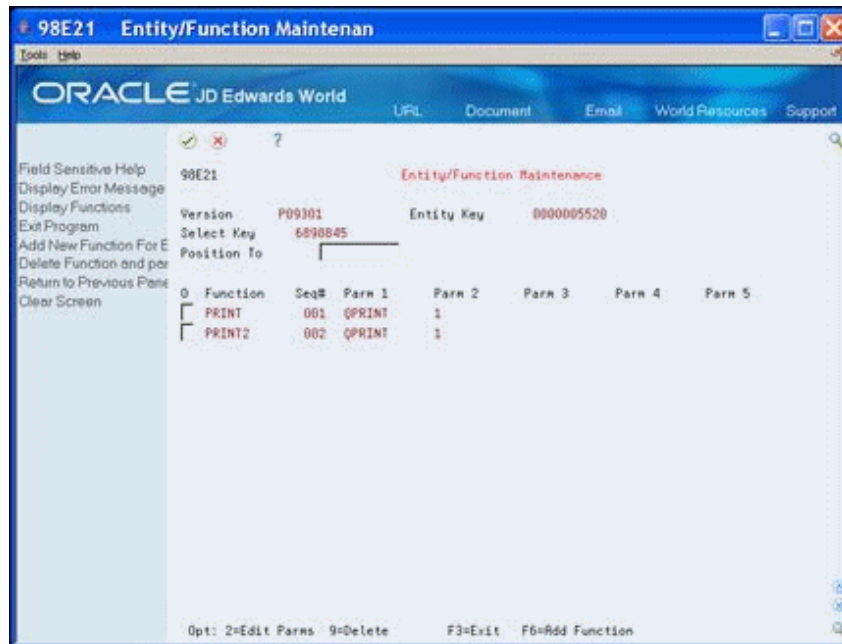 98E21 Entity/Function Maintenan
Tools Help
ORACLE JD Edwards World
URL Document Email World Resources Support
?
Field Sensitive Help
Display Error Message
Display Functions
Exit Program
Add New Function For E
Delete Function and par
Return to Previous Pane
Clear Screen
98E21 Entity/Function Maintenance
Version P09301 Entity Key 0000005520
Select Key 6898845
Position To
O Function Seq# Parm 1 Parm 2 Parm 3 Parm 4 Parm 5
PRINT 001 QPRINT 1
PRINT2 002 QPRINT 1
Opt: 2=Edit Parms 9=Delete F3=Exit F6=Add Function